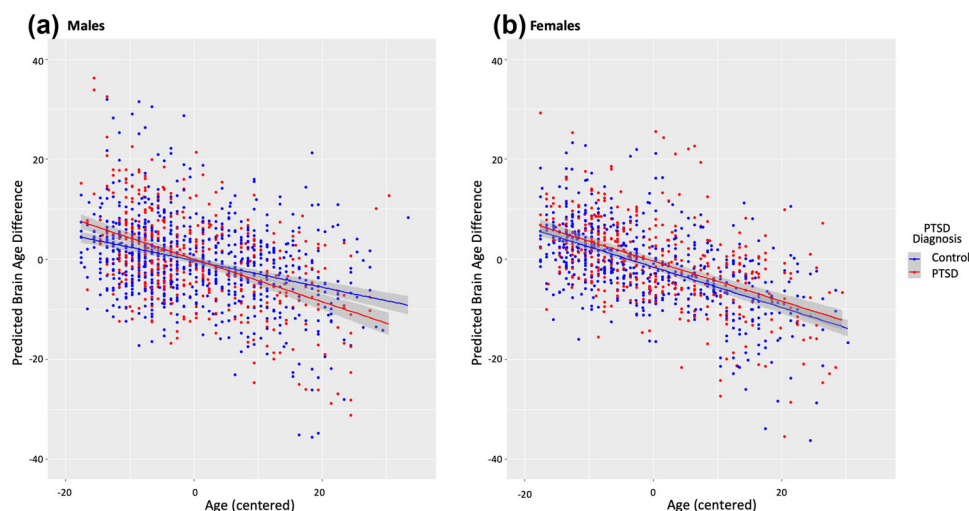 (a) Males
40
20
0
-20
-40
Predicted Brain Age Difference
-20 0 20
Age (centered)
(b) Females
40
20
0
-20
-40
Predicted Brain Age Difference
-20 0 20
Age (centered)
PTSD
Diagnosis
Control
PTSD